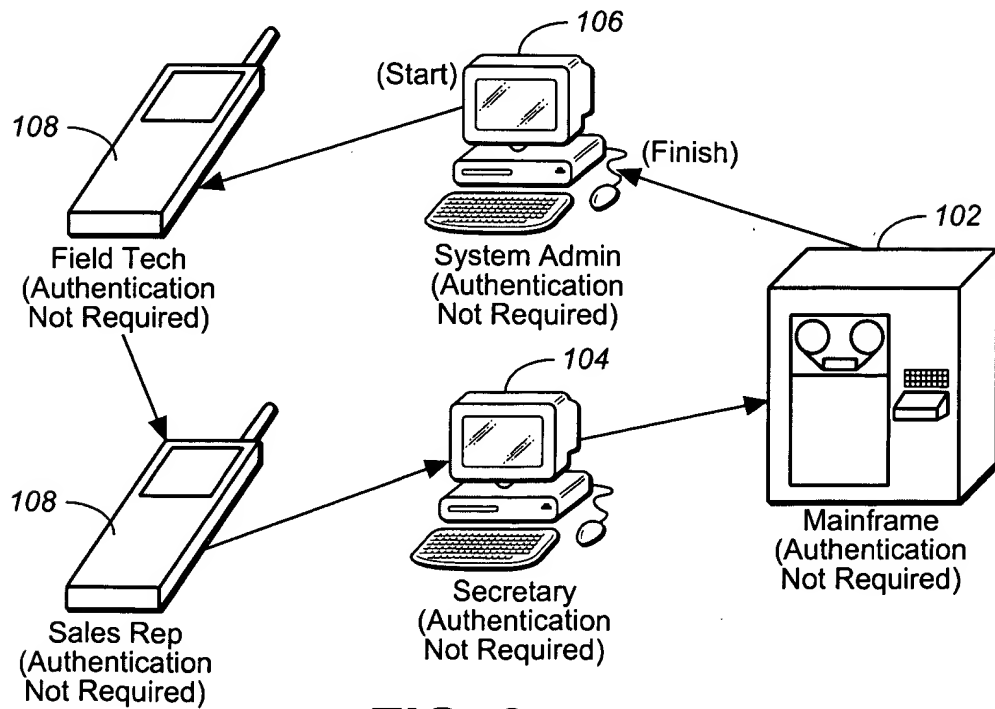 106
(Start)
108
(Finish)
102
Field Tech
(Authentication
Not Required)
System Admin
(Authentication
Not Required)
104
108
Mainframe
(Authentication
Not Required)
Secretary
(Authentication
Not Required)
Sales Rep
(Authentication
Not Required)